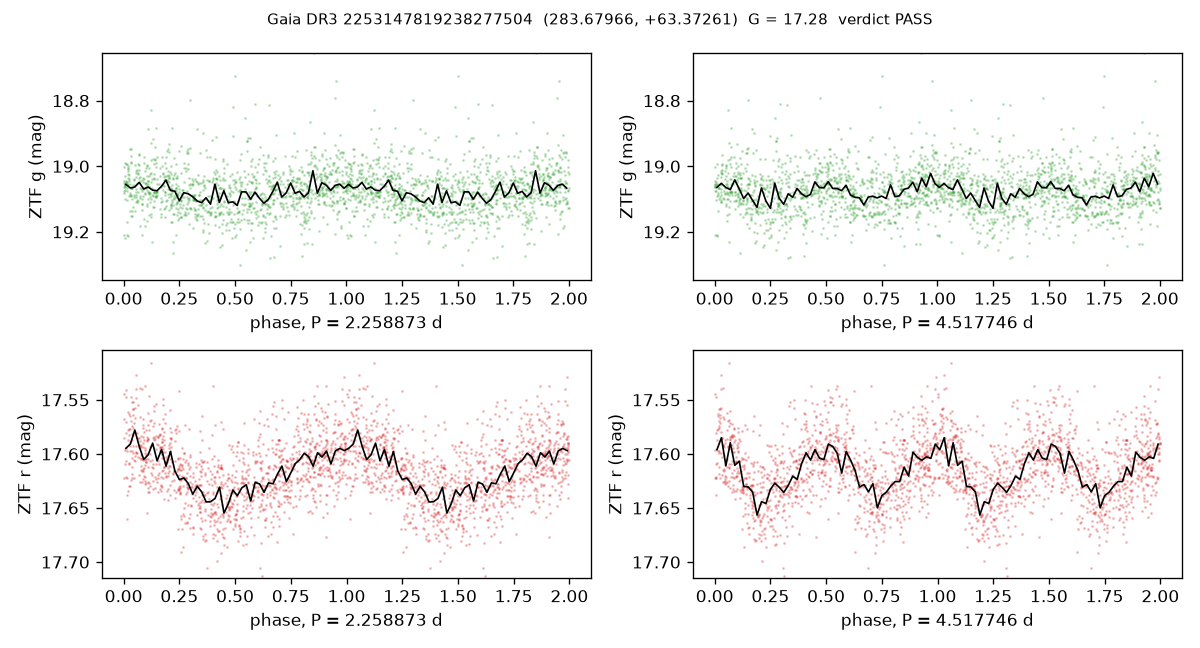 Gaia DR3 2253147819238277504 (283.67966, +63.37261) G = 17.28 verdict PASS
ZTF g (mag)
18.8
19.0
19.2
0.00 0.25 0.50 0.75 1.00 1.25 1.50 1.75 2.00
phase, P = 2.258873 d
ZTF g (mag)
18.8
19.0
19.2
0.00 0.25 0.50 0.75 1.00 1.25 1.50 1.75 2.00
phase, P = 4.517746 d
ZTF r (mag)
17.55
17.60
17.65
17.70
0.00 0.25 0.50 0.75 1.00 1.25 1.50 1.75 2.00
phase, P = 2.258873 d
ZTF r (mag)
17.55
17.60
17.65
17.70
0.00 0.25 0.50 0.75 1.00 1.25 1.50 1.75 2.00
phase, P = 4.517746 d